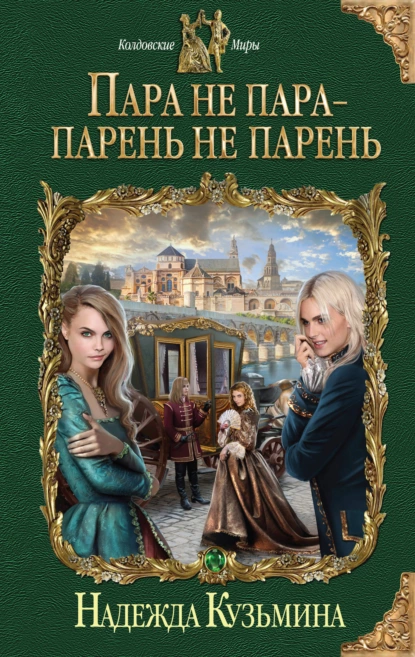 Колдовские Миры
Пара не пара–
парень не парень
Надежда Кузьмина